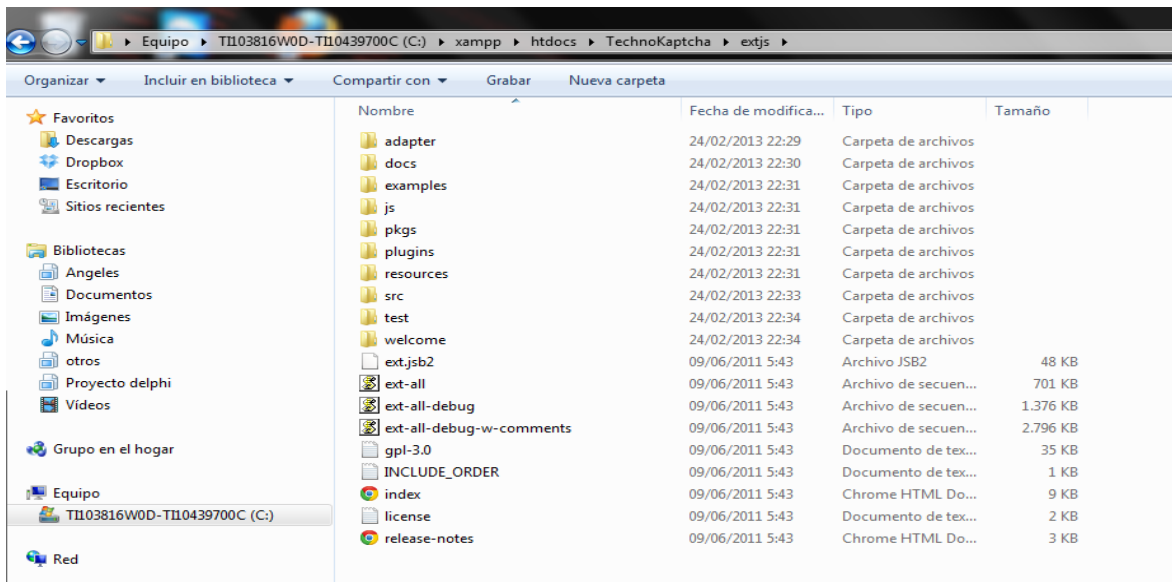 Equipo ▸ TI103816W0D-TI10439700C (C:) ▸ xampp ▸ htdocs ▸ TechnoKaptcha ▸ extjs ▸
Organizar Incluir en biblioteca Compartir con Grabar Nueva carpeta
Favoritos
Descargas
Dropbox
Escritorio
Sitios recientes
Bibliotecas
Angeles
Documentos
Imágenes
Música
otros
Proyecto delphi
Vídeos
Grupo en el hogar
Equipo
TI103816W0D-TI10439700C (C:)
Red
Nombre Fecha de modifica... Tipo Tamaño
adapter 24/02/2013 22:29 Carpeta de archivos
docs 24/02/2013 22:30 Carpeta de archivos
examples 24/02/2013 22:31 Carpeta de archivos
js 24/02/2013 22:31 Carpeta de archivos
pkgs 24/02/2013 22:31 Carpeta de archivos
plugins 24/02/2013 22:31 Carpeta de archivos
resources 24/02/2013 22:31 Carpeta de archivos
src 24/02/2013 22:33 Carpeta de archivos
test 24/02/2013 22:34 Carpeta de archivos
welcome 24/02/2013 22:34 Carpeta de archivos
ext.jsb2 09/06/2011 5:43 Archivo JSB2 48 KB
ext-all 09/06/2011 5:43 Archivo de secuen... 701 KB
ext-all-debug 09/06/2011 5:43 Archivo de secuen... 1.376 KB
ext-all-debug-w-comments 09/06/2011 5:43 Archivo de secuen... 2.796 KB
gpl-3.0 09/06/2011 5:43 Documento de tex... 35 KB
INCLUDE_ORDER 09/06/2011 5:43 Documento de tex... 1 KB
index 09/06/2011 5:43 Chrome HTML Do... 9 KB
license 09/06/2011 5:43 Documento de tex... 2 KB
release-notes 09/06/2011 5:43 Chrome HTML Do... 3 KB